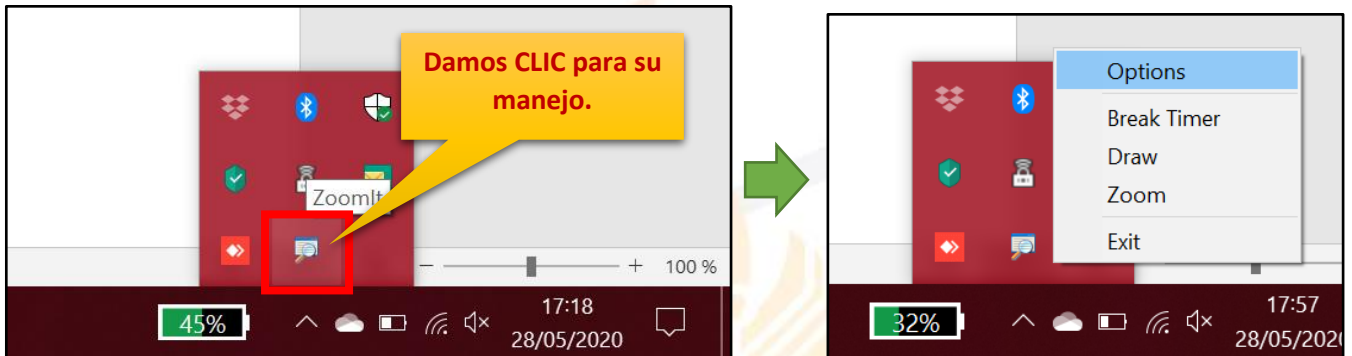 Damos CLIC para su
manejo.
ZoomIt
100 %
45%
17:18
28/05/2020
Options
Break Timer
Draw
Zoom
Exit
32%
17:57
28/05/202